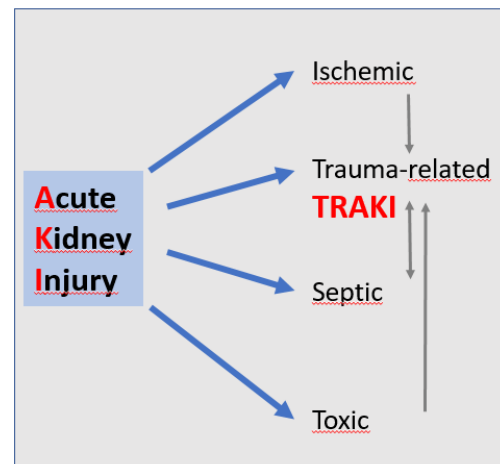 Acute
Kidney
Injury
Ischemic
Trauma-related
TRAKI
Septic
Toxic